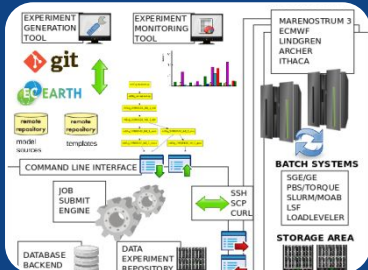 EXPERIMENT
GENERATION
TOOL
EXPERIMENT
MONITORING
TOOL
MARENOSTRUM 3
ECMWF
LINDGREN
ARCHER
ITHACA
git
EC EARTH
remote
repository
remote
repository
model
sources
templates
COMMAND LINE INTERFACE
BATCH SYSTEMS
SGE/GE
PBS/TORQUE
SLURM/MOAB
LSF
LOADLEVELER
JOB
SUBMIT
ENGINE
SSH
SCP
CURL
STORAGE AREA
DATABASE
BACKEND
DATA
EXPERIMENT
REPOSITORY